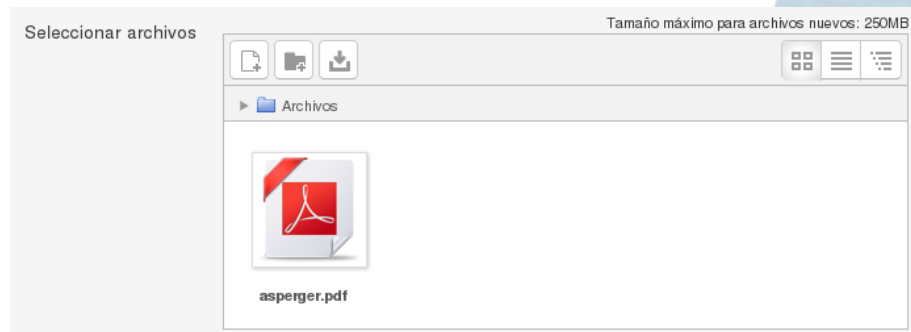 Tamaño máximo para archivos nuevos: 250MB
Seleccionar archivos
Archivos
asperger.pdf